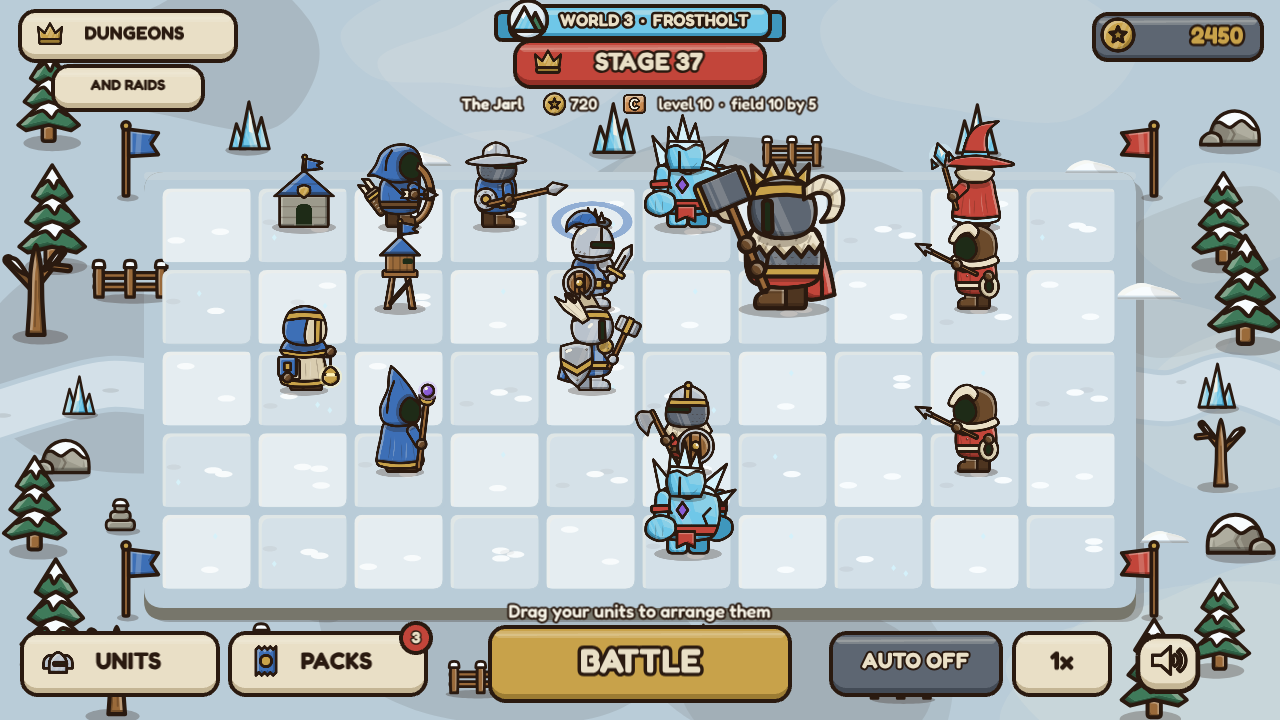 DUNGEONS
AND RAIDS
WORLD 3 · FROSTHOLT
STAGE 37
The Jarl 720 C level 10 · field 10 by 5
2450
Drag your units to arrange them
UNITS
PACKS
3
BATTLE
AUTO OFF
1x